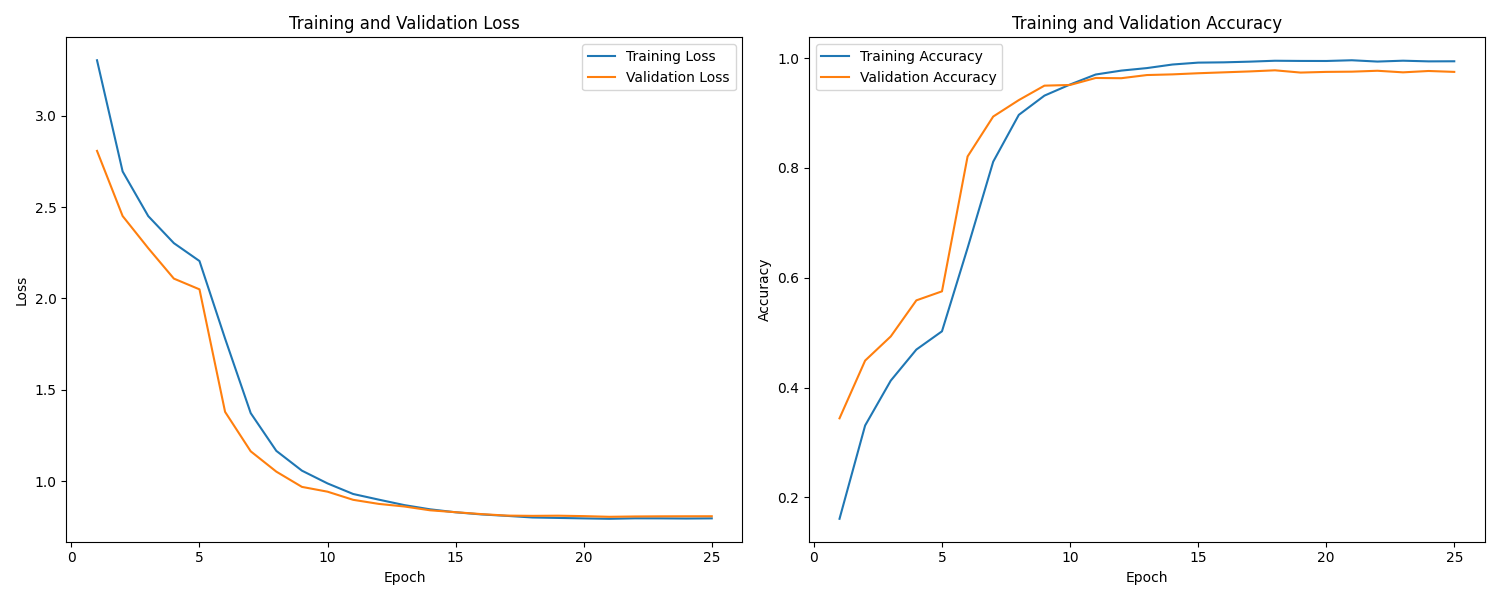 Training and Validation Loss
Training Loss
Validation Loss
3.0
2.5
2.0
1.5
1.0
Loss
0
5
10
15
20
25
Epoch
Training and Validation Accuracy
Training Accuracy
Validation Accuracy
1.0
0.8
0.6
0.4
0.2
Accuracy
0
5
10
15
20
25
Epoch